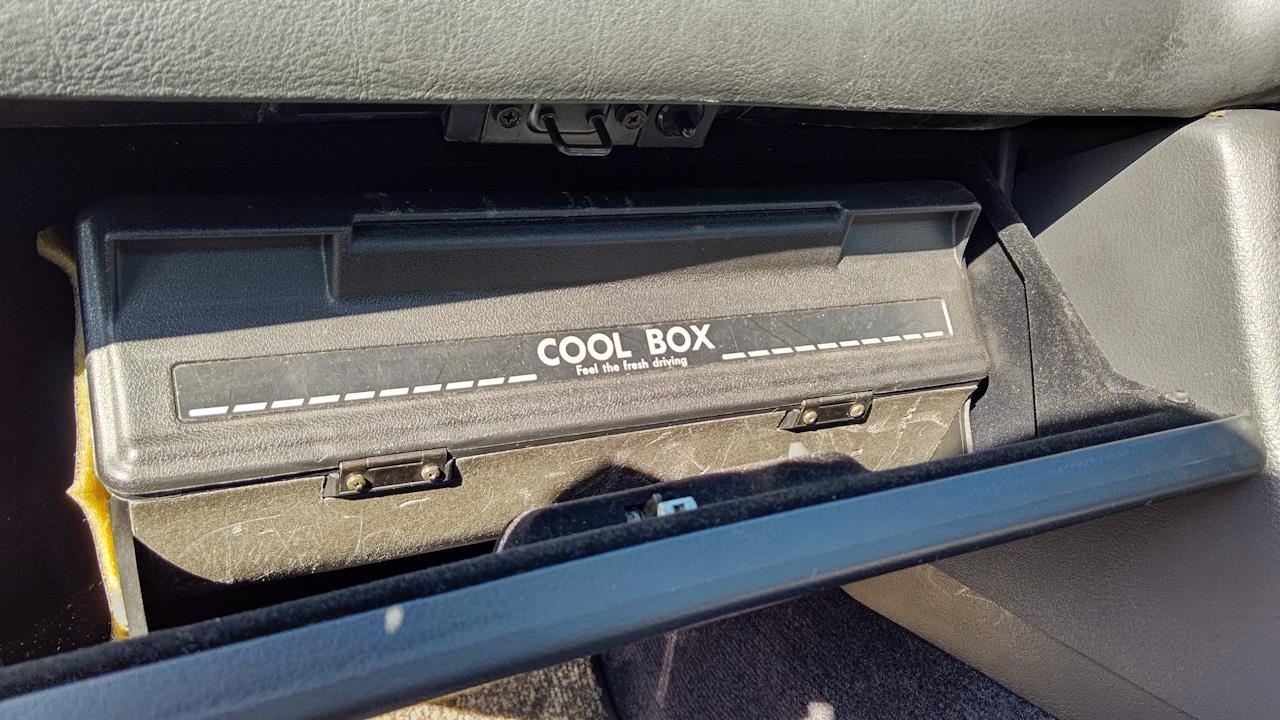 COOL BOX
Feel the fresh driving